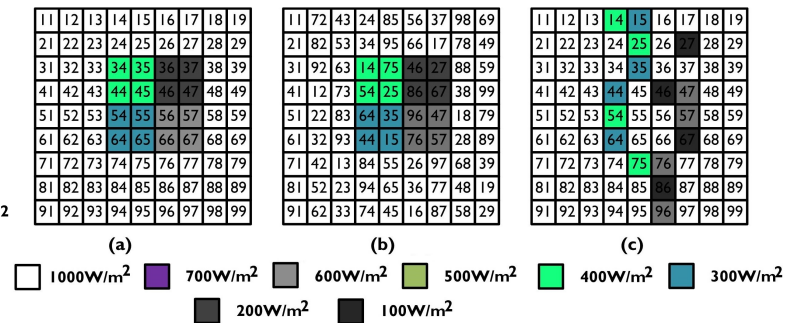 11 12 13 14 15 16 17 18 19 11 72 43 24 85 56 37 98 69 11 12 13 14 15 16 17 18 19
21 22 23 24 25 26 27 28 29 21 82 53 34 95 66 17 78 49 21 22 23 24 25 26 27 28 29
31 32 33 34 35 36 37 38 39 31 92 63 14 75 46 27 88 59 31 32 33 34 35 36 37 38 39
41 42 43 44 45 46 47 48 49 41 12 73 54 25 86 67 38 99 41 42 43 44 45 46 47 48 49
51 52 53 54 55 56 57 58 59 51 22 83 64 35 96 47 18 79 51 52 53 54 55 56 57 58 59
61 62 63 64 65 66 67 68 69 61 32 93 44 15 76 57 28 89 61 62 63 64 65 66 67 68 69
71 72 73 74 75 76 77 78 79 71 42 13 84 55 26 97 68 39 71 72 73 74 75 76 77 78 79
81 82 83 84 85 86 87 88 89 81 52 23 94 65 36 77 48 19 81 82 83 84 85 86 87 88 89
2 91 92 93 94 95 96 97 98 99 91 62 33 74 45 16 87 58 29 91 92 93 94 95 96 97 98 99
(a) (b) (c)
1000W/m² 700W/m² 600W/m² 500W/m² 400W/m² 300W/m²
200W/m² 100W/m²